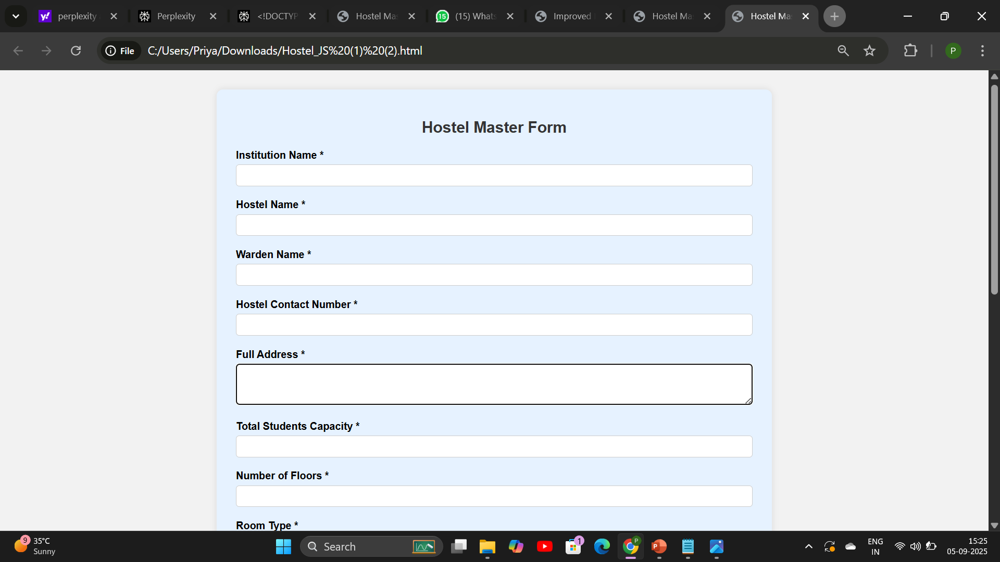 perplexity
Perplexity
<!DOCTYP
Hostel Ma
(15) Whats
Improved
Hostel Ma
Hostel Ma
File
C:/Users/Priya/Downloads/Hostel_JS%20(1)%20(2).html
P
Hostel Master Form
Institution Name *
Hostel Name *
Warden Name *
Hostel Contact Number *
Full Address *
Total Students Capacity *
Number of Floors *
Room Type *
9
35°C
Sunny
Search
1
ENG
IN
15:25
05-09-2025